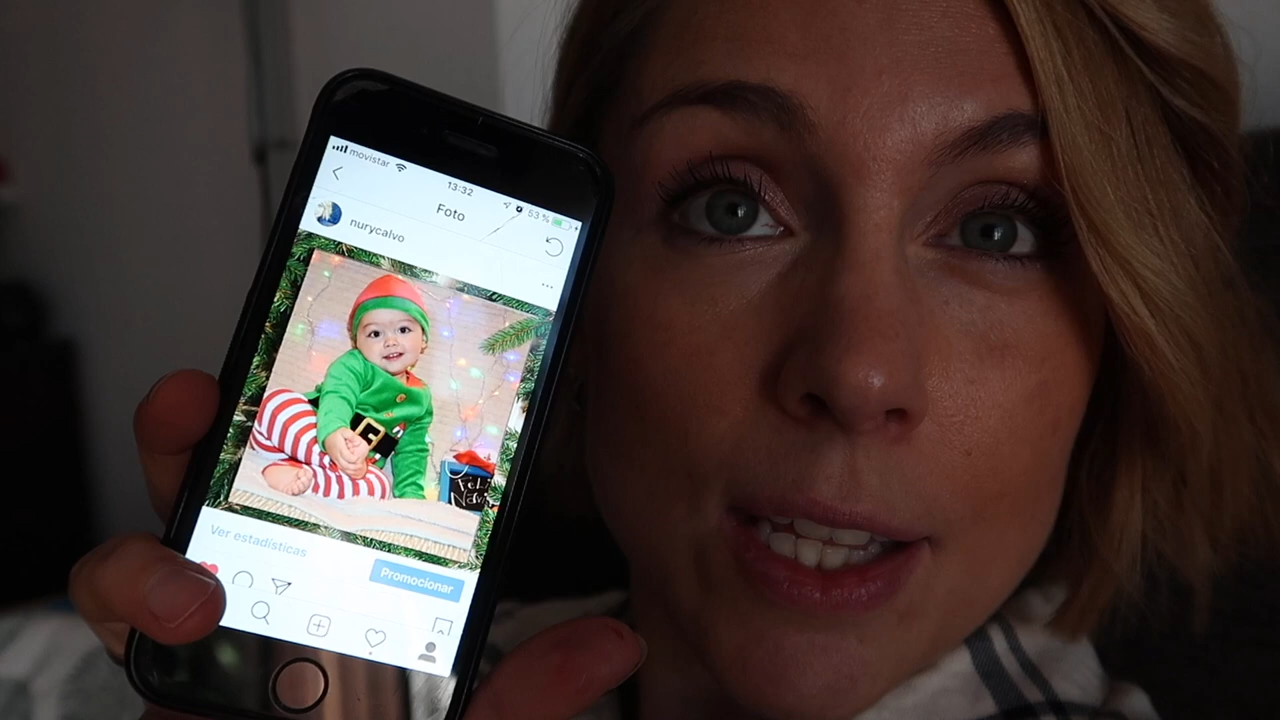 movistar 13:32 53 %
Foto
nurycalvo
Ver estadísticas
Promocionar